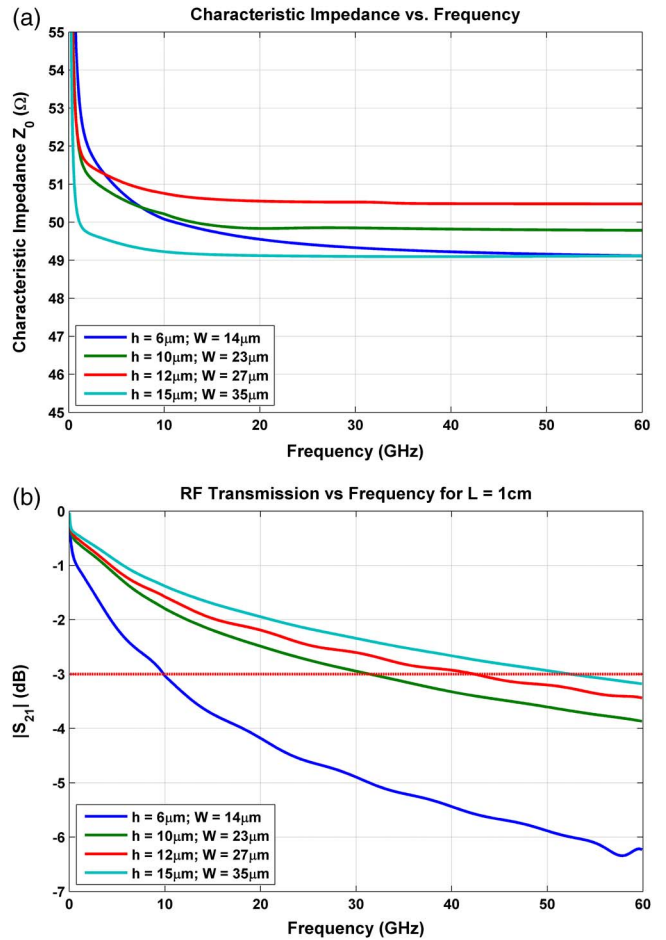 (a)
Characteristic Impedance vs. Frequency
Characteristic Impedance Z0 (Ω)
55
54
53
52
51
50
49
48
47
46
45
h = 6μm; W = 14μm
h = 10μm; W = 23μm
h = 12μm; W = 27μm
h = 15μm; W = 35μm
0 10 20 30 40 50 60
Frequency (GHz)
(b)
RF Transmission vs Frequency for L = 1cm
|S21| (dB)
0
-1
-2
-3
-4
-5
-6
-7
h = 6μm; W = 14μm
h = 10μm; W = 23μm
h = 12μm; W = 27μm
h = 15μm; W = 35μm
0 10 20 30 40 50 60
Frequency (GHz)